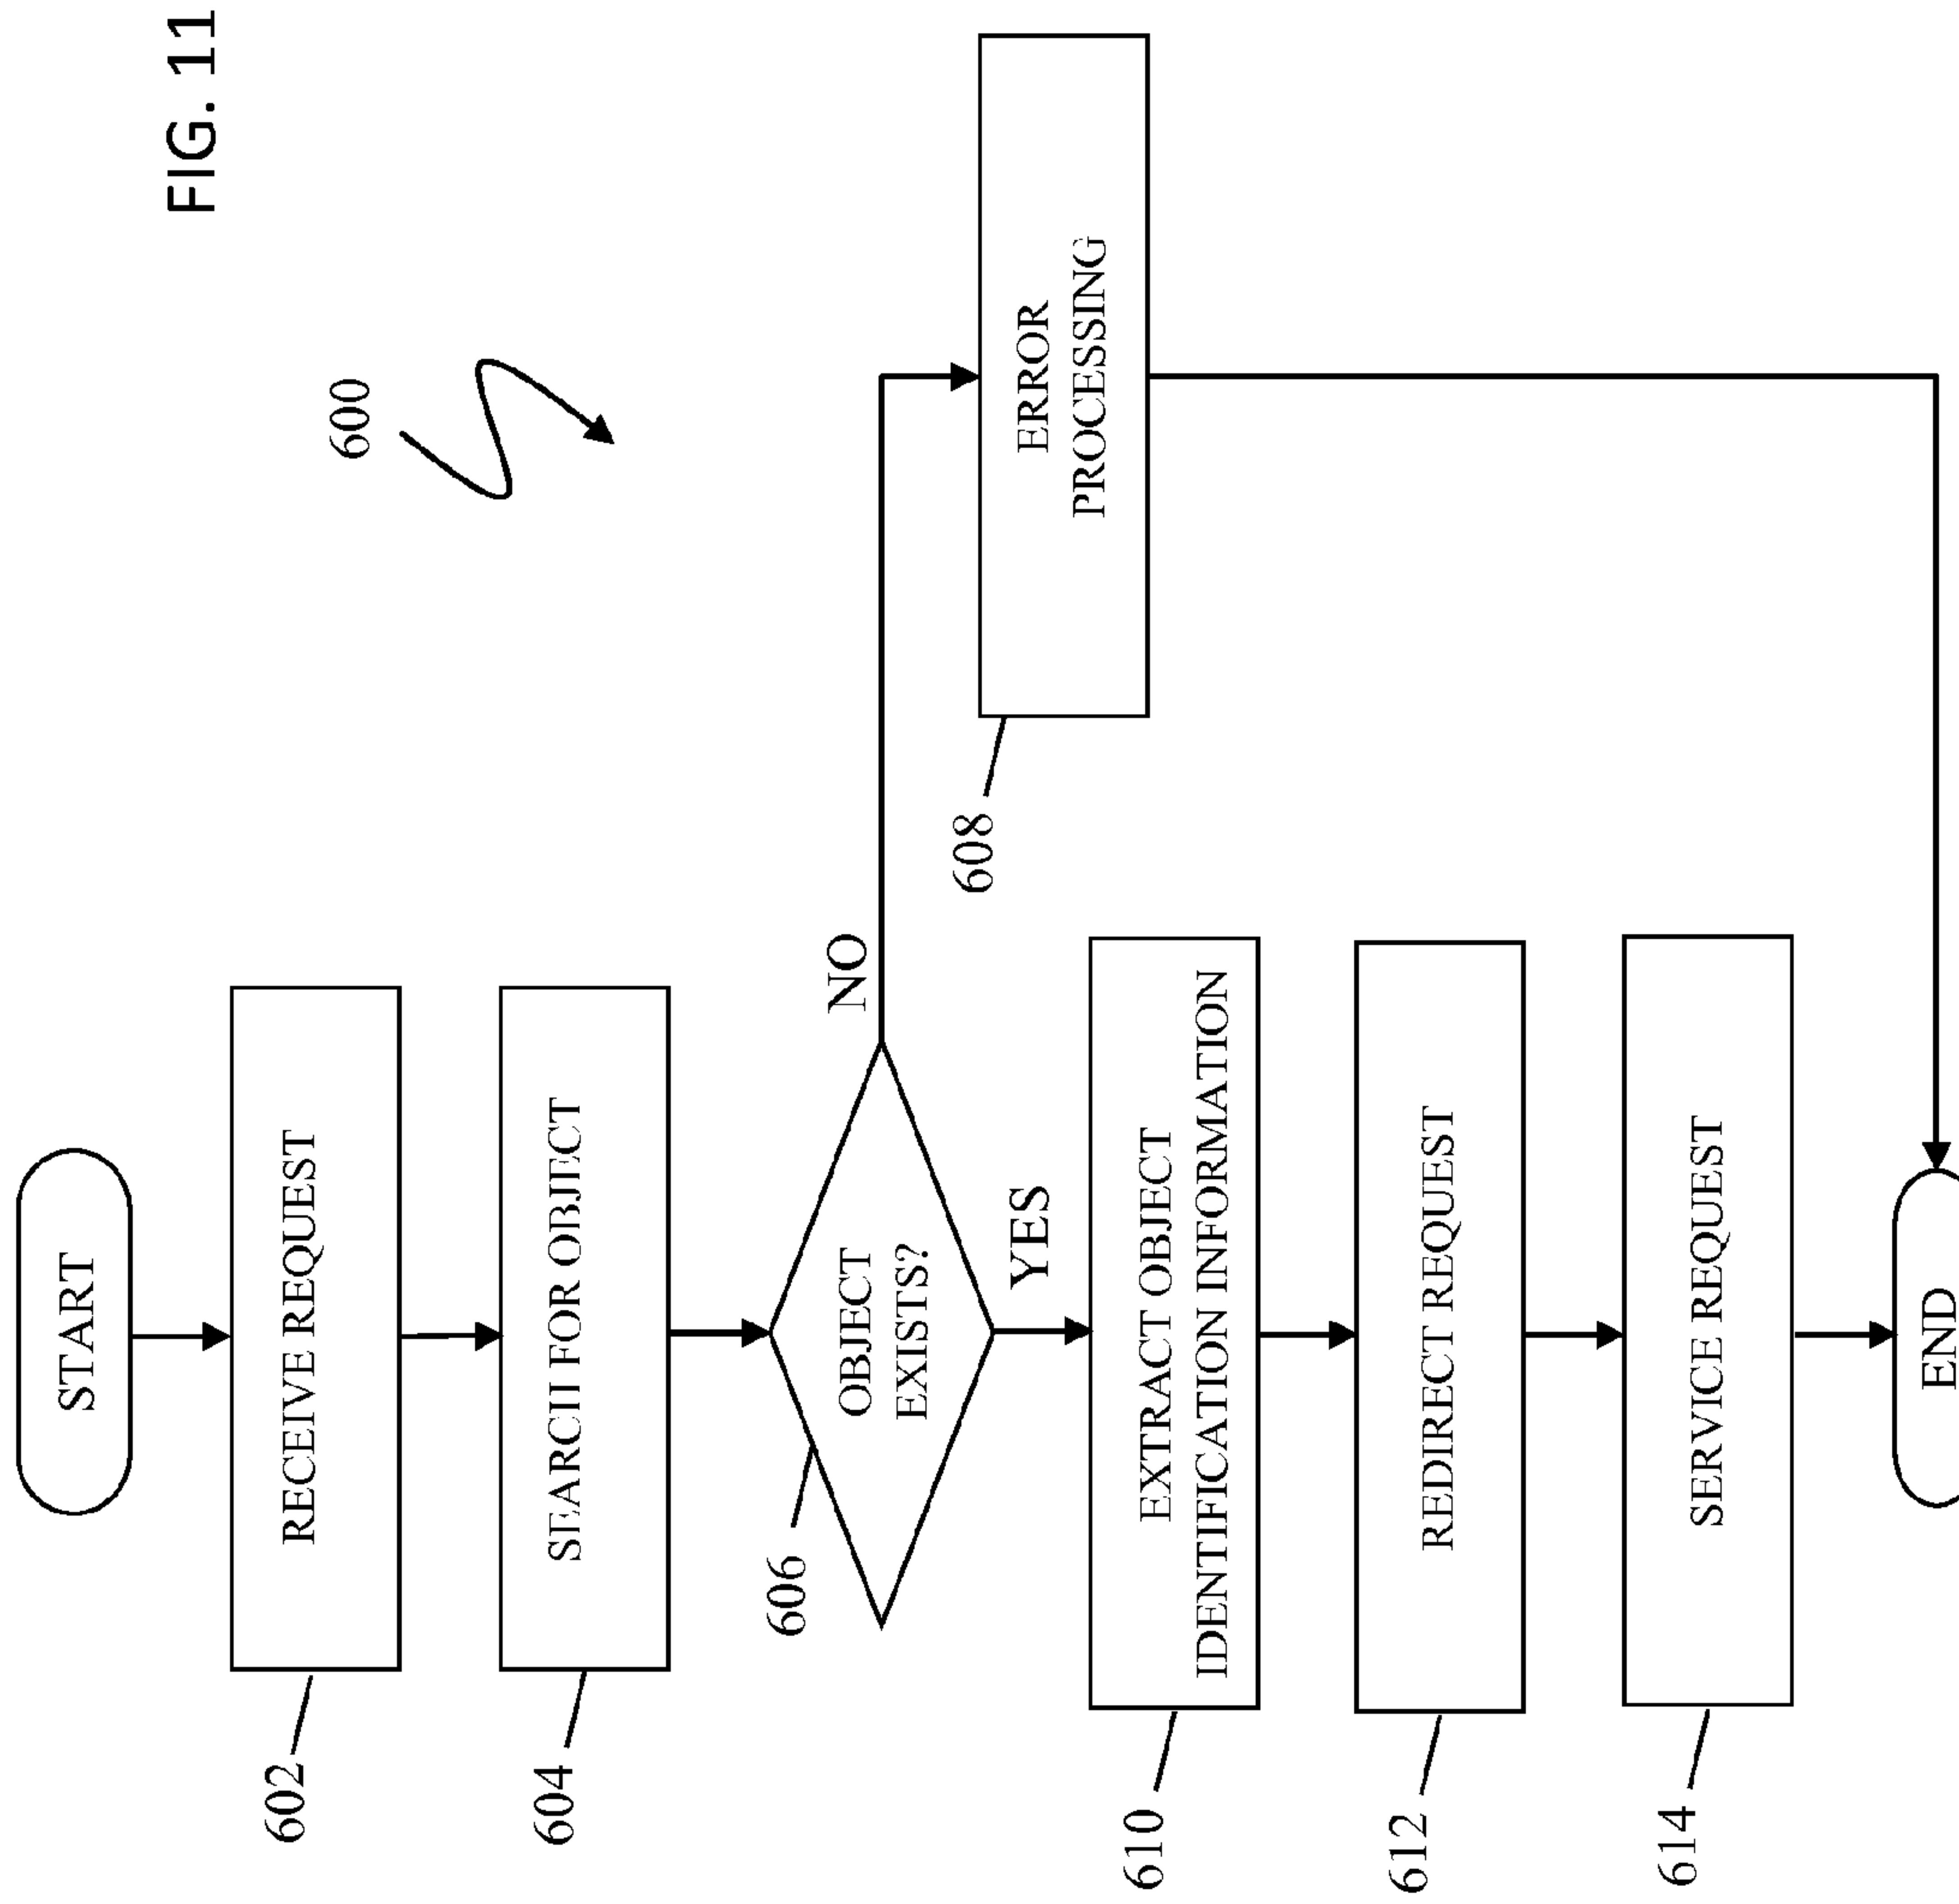 FIG. 11
600
START
602
RECEIVE REQUEST
604
SEARCH FOR OBJECT
606
OBJECT
EXISTS?
NO
YES
608
ERROR
PROCESSING
610
EXTRACT OBJECT
IDENTIFICATION INFORMATION
612
REDIRECT REQUEST
614
SERVICE REQUEST
END